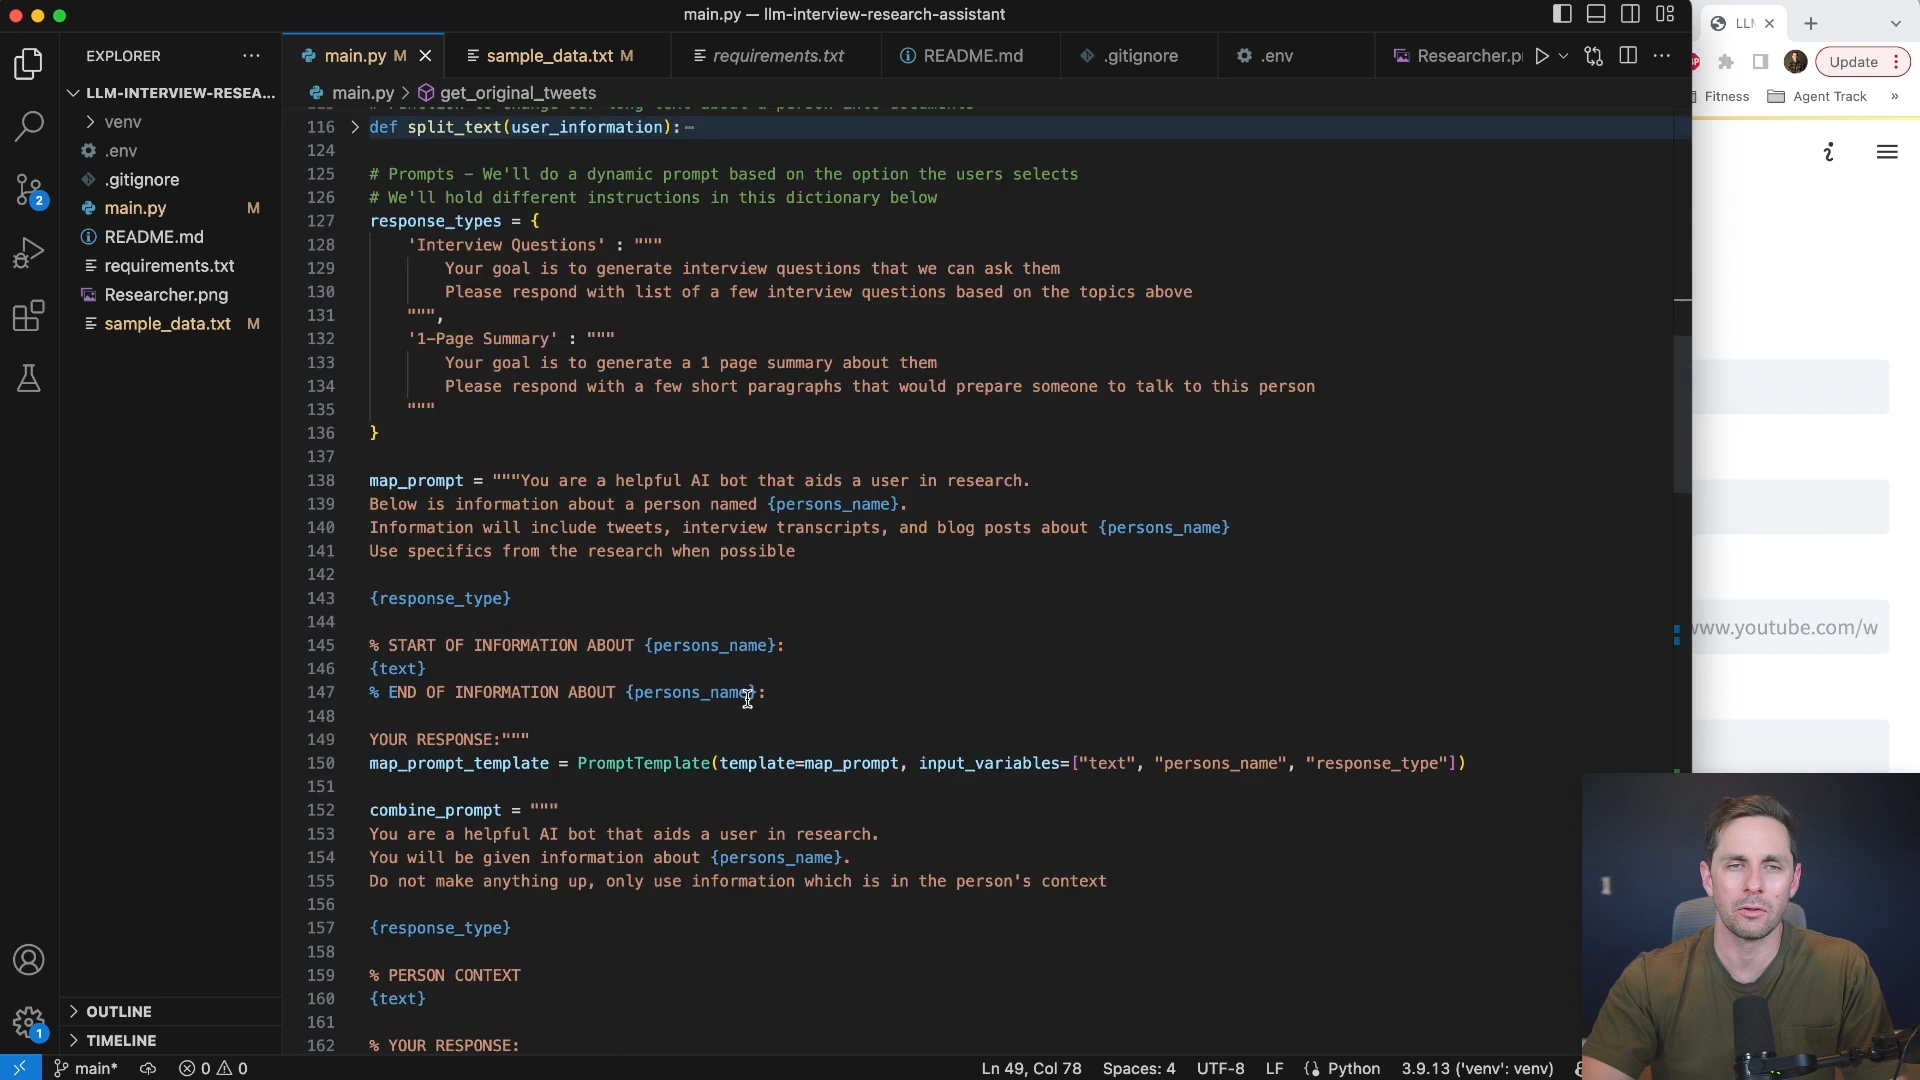 main.py — llm-interview-research-assistant
LLM
EXPLORER
main.py M
sample_data.txt M
requirements.txt
README.md
.gitignore
.env
Researcher.p
Update
LLM-INTERVIEW-RESEA...
main.py > get_original_tweets
Fitness
Agent Track
»
venv
.env
.gitignore
main.py M
README.md
requirements.txt
Researcher.png
sample_data.txt M
116 def split_text(user_information):
124
125 # Prompts - We'll do a dynamic prompt based on the option the users selects
126 # We'll hold different instructions in this dictionary below
127 response_types = {
128 'Interview Questions' : """
129 Your goal is to generate interview questions that we can ask them
130 Please respond with list of a few interview questions based on the topics above
131 """,
132 '1-Page Summary' : """
133 Your goal is to generate a 1 page summary about them
134 Please respond with a few short paragraphs that would prepare someone to talk to this person
135 """
136 }
137
138 map_prompt = """You are a helpful AI bot that aids a user in research.
139 Below is information about a person named {persons_name}.
140 Information will include tweets, interview transcripts, and blog posts about {persons_name}
141 Use specifics from the research when possible
142
143 {response_type}
144
145 % START OF INFORMATION ABOUT {persons_name}:
146 {text}
147 % END OF INFORMATION ABOUT {persons_name}:
148
149 YOUR RESPONSE:"""
150 map_prompt_template = PromptTemplate(template=map_prompt, input_variables=["text", "persons_name", "response_type"])
151
152 combine_prompt = """
153 You are a helpful AI bot that aids a user in research.
154 You will be given information about {persons_name}.
155 Do not make anything up, only use information which is in the person's context
156
157 {response_type}
158
159 % PERSON CONTEXT
160 {text}
161
162 % YOUR RESPONSE:
www.youtube.com/w
2
1
OUTLINE
TIMELINE
main*
0 0
Ln 49, Col 78
Spaces: 4
UTF-8
LF
Python
3.9.13 ('venv': venv)